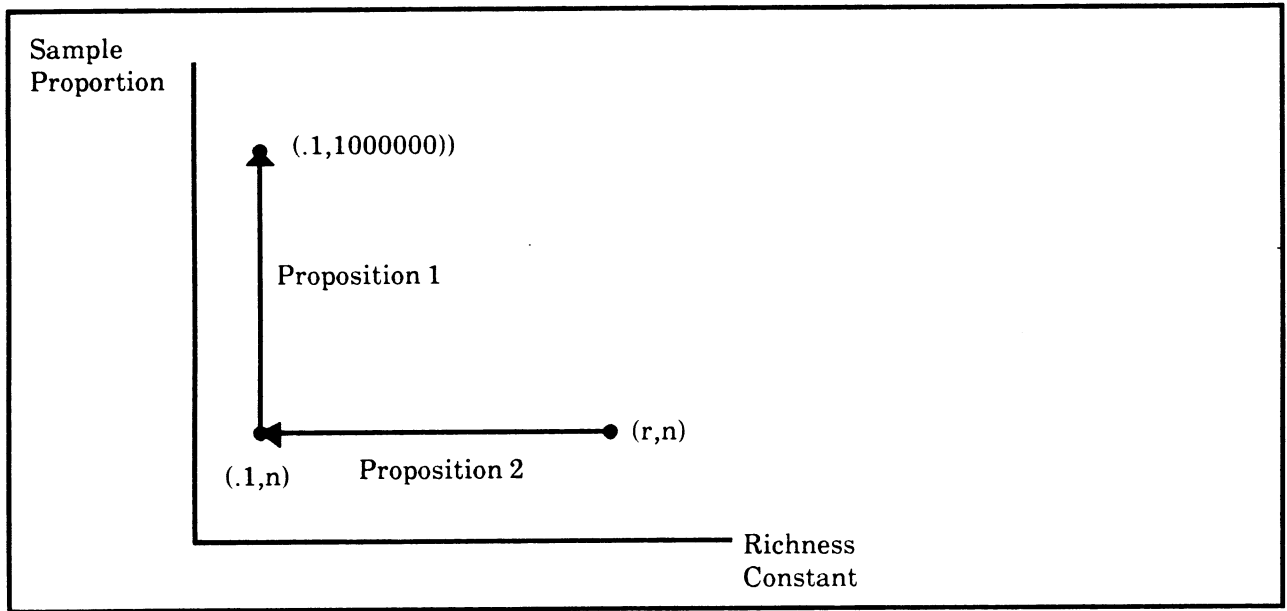 Sample
Proportion
(.1,1000000))
Proposition 1
(r,n)
(.1,n)
Proposition 2
Richness
Constant